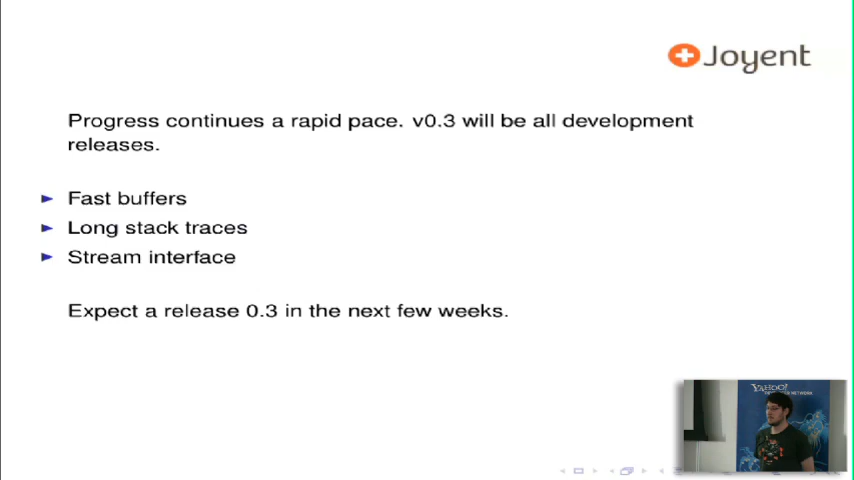 Joyent
Progress continues a rapid pace. v0.3 will be all development
releases.
Fast buffers
Long stack traces
Stream interface
Expect a release 0.3 in the next few weeks.
YAHOO!
NETWORK